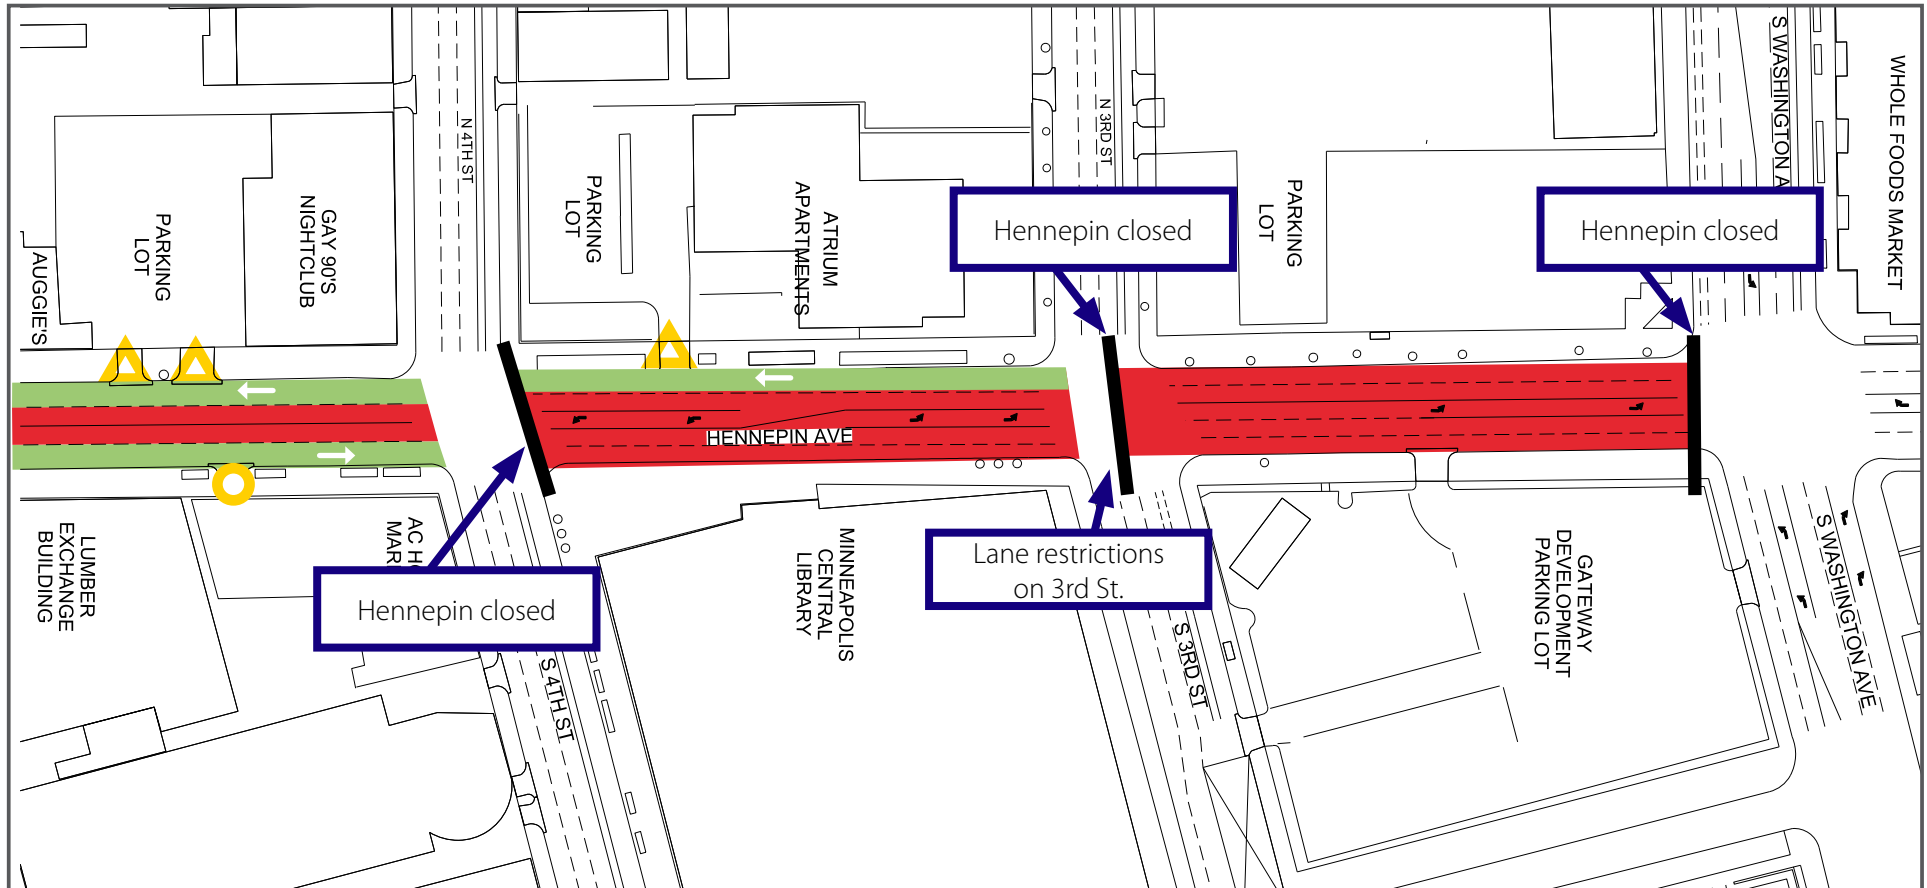 N 4TH ST
N 3RD ST
S WASHINGTON A
WHOLE FOODS MARKET
AUGGIE'S
PARKING
LOT
GAY 90'S
NIGHTCLUB
PARKING
LOT
ATRIUM
APARTMENTS
Hennepin closed
PARKING
LOT
Hennepin closed
HENNEPIN AVE
LUMBER
EXCHANGE
BUILDING
Hennepin closed
S 4TH ST
MINNEAPOLIS
CENTRAL
LIBRARY
Lane restrictions
on 3rd St.
S 3RD ST
GATEWAY
DEVELOPMENT
PARKING LOT
S WASHINGTON AVE